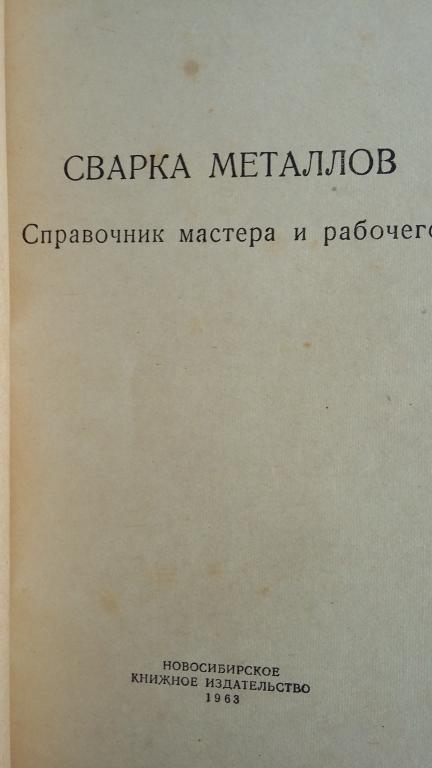 СВАРКА МЕТАЛЛОВ
Справочник мастера и рабочего
НОВОСИБИРСКОЕ
КНИЖНОЕ ИЗДАТЕЛЬСТВО
1963